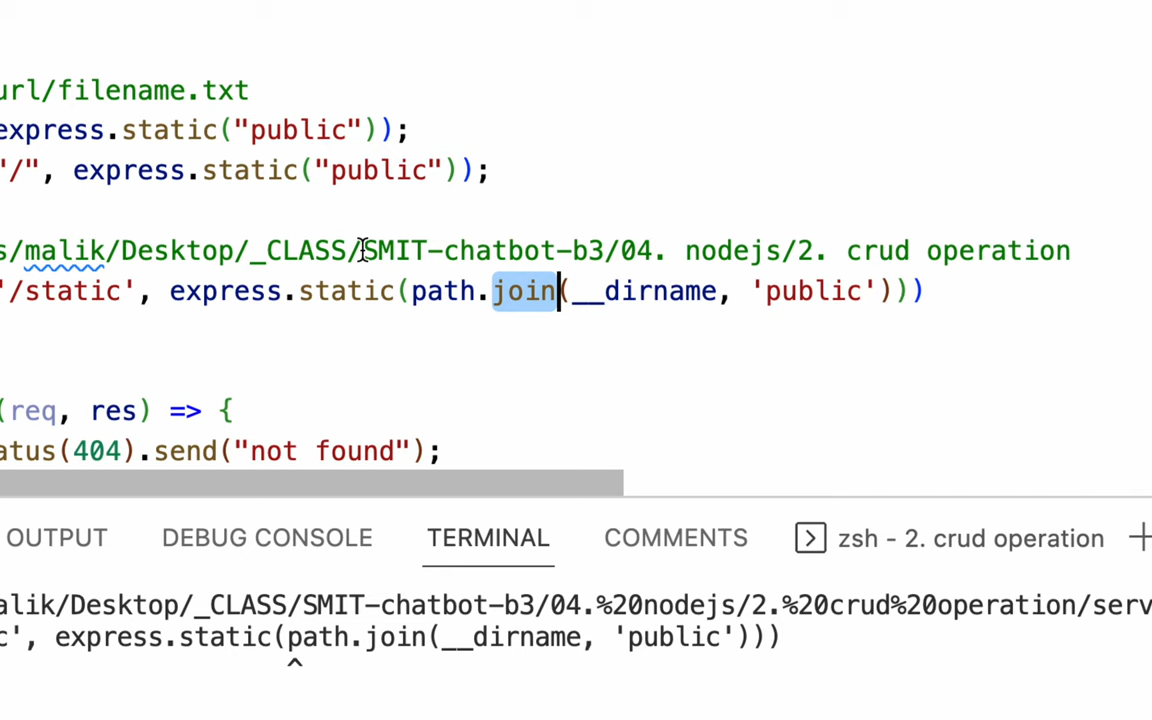 url/filename.txt
express.static("public"));
'/", express.static("public"));
s/malik/Desktop/_CLASS/SMIT-chatbot-b3/04. nodejs/2. crud operation
'/static', express.static(path.join(__dirname, 'public')))
(req, res) => {
atus(404).send("not found");
OUTPUT DEBUG CONSOLE TERMINAL COMMENTS zsh - 2. crud operation
alik/Desktop/_CLASS/SMIT-chatbot-b3/04.%20nodejs/2.%20crud%20operation/serv
c', express.static(path.join(__dirname, 'public')))
^